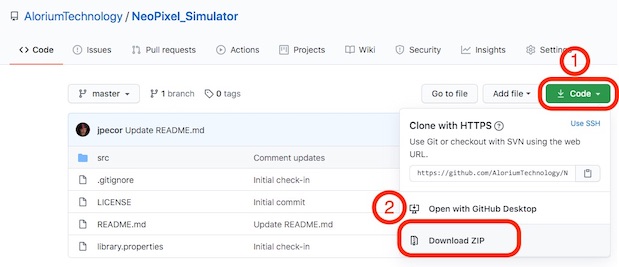 AloriumTechnology / NeoPixel_Simulator
Code Issues Pull requests Actions Projects Wiki Security Insights Settings
1
master 1 branch 0 tags Go to file Add file Code
jpecor Update README.md
src Comment updates
.gitignore Initial check-in
LICENSE Initial commit
README.md Update README.md
library.properties Initial check-in
Clone with HTTPS Use SSH
Use Git or checkout with SVN using the web
URL.
https://github.com/AloriumTechnology/N
2 Open with GitHub Desktop
Download ZIP